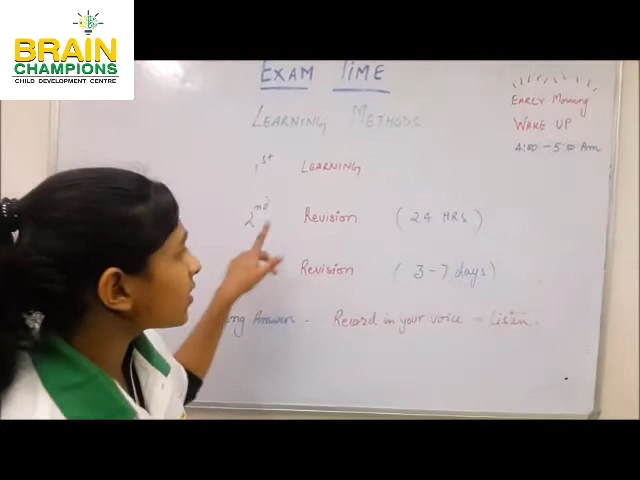 BRAIN
CHAMPIONS
CHILD DEVELOPMENT CENTRE
EXAM TIME
LEARNING METHODS
EARLY Morning
WAKE UP
4:00 - 5:00 Am
1st LEARNING
2nd Revision (24 HRS)
Revision (3-7 days)
Answers - Record in your voice - Listen.